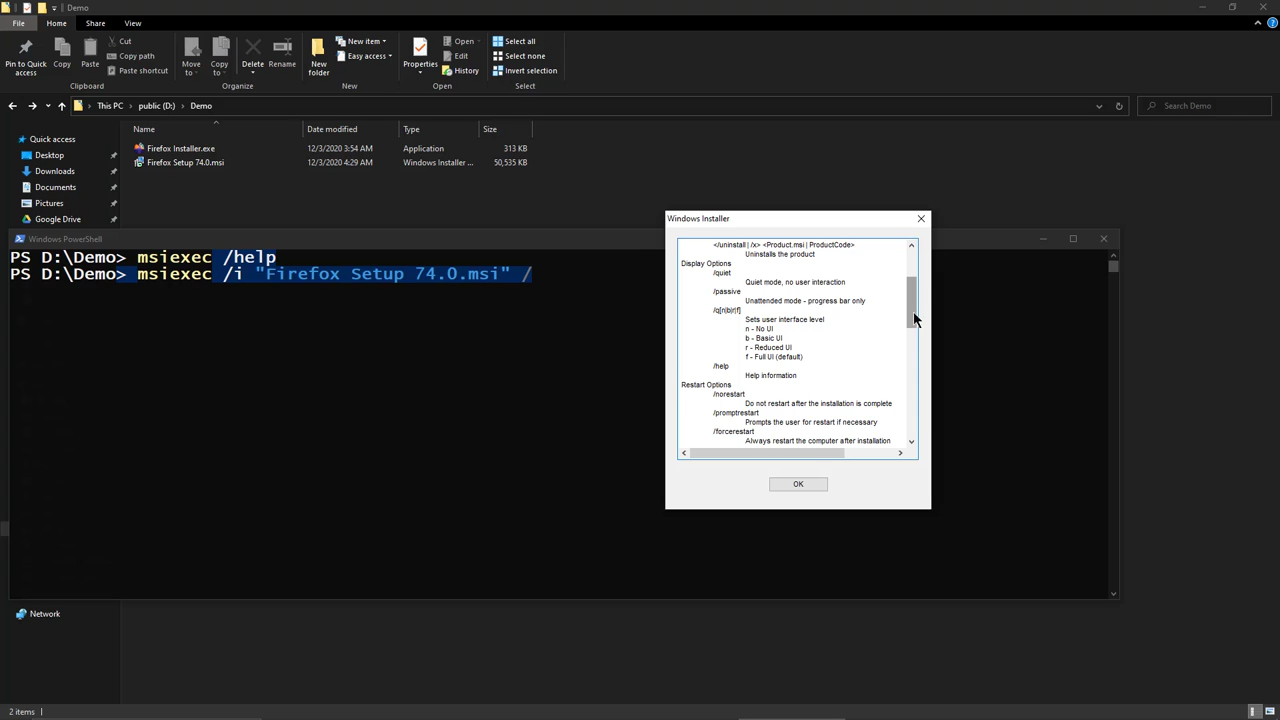 Demo
File Home Share View
Pin to Quick access
Copy
Paste
Cut
Copy path
Paste shortcut
Clipboard
Move to
Copy to
Delete
Rename
Organize
New folder
New item
Easy access
New
Properties
Open
Edit
History
Open
Select all
Select none
Invert selection
Select
This PC › public (D:) › Demo
Search Demo
Name Date modified Type Size
Firefox Installer.exe 12/3/2020 3:54 AM Application 313 KB
Firefox Setup 74.0.msi 12/3/2020 4:29 AM Windows Installer ... 50,535 KB
Quick access
Desktop
Downloads
Documents
Pictures
Google Drive
Windows PowerShell
PS D:\Demo> msiexec /help
PS D:\Demo> msiexec /i "Firefox Setup 74.0.msi" /
Windows Installer
</uninstall | /x> <Product.msi | ProductCode>
Uninstalls the product
Display Options
/quiet
Quiet mode, no user interaction
/passive
Unattended mode - progress bar only
/q[n|b|r|f]
Sets user interface level
n - No UI
b - Basic UI
r - Reduced UI
f - Full UI (default)
/help
Help information
Restart Options
/norestart
Do not restart after the installation is complete
/promptrestart
Prompts the user for restart if necessary
/forcerestart
Always restart the computer after installation
OK
Network
2 items